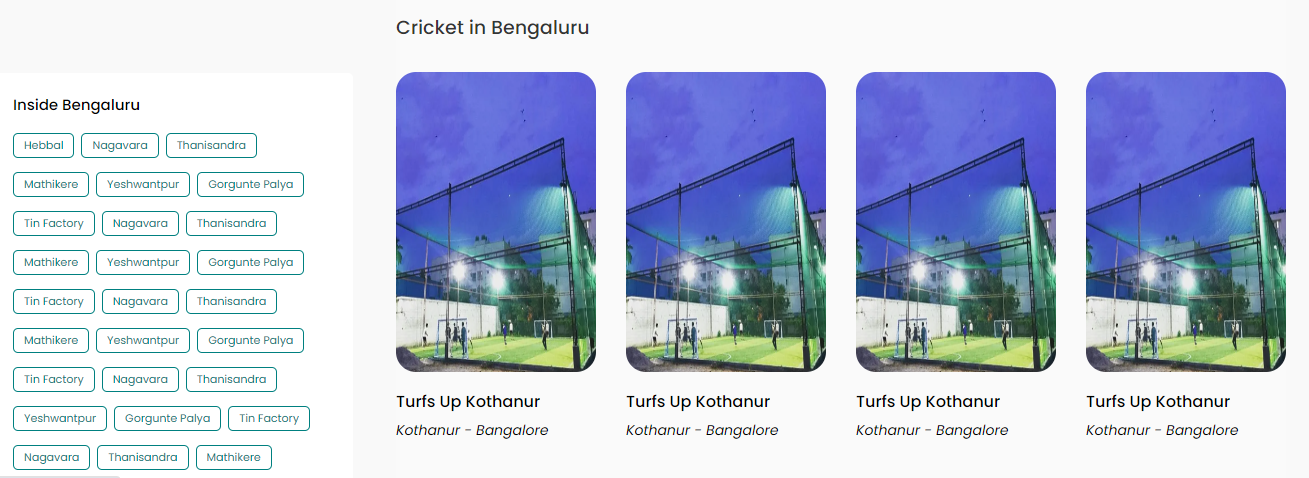 Cricket in Bengaluru
Inside Bengaluru
Hebbal Nagavara Thanisandra
Mathikere Yeshwantpur Gorgunte Palya
Tin Factory Nagavara Thanisandra
Mathikere Yeshwantpur Gorgunte Palya
Tin Factory Nagavara Thanisandra
Mathikere Yeshwantpur Gorgunte Palya
Tin Factory Nagavara Thanisandra
Yeshwantpur Gorgunte Palya Tin Factory
Nagavara Thanisandra Mathikere
Turfs Up Kothanur Turfs Up Kothanur Turfs Up Kothanur Turfs Up Kothanur
Kothanur - Bangalore Kothanur - Bangalore Kothanur - Bangalore Kothanur - Bangalore